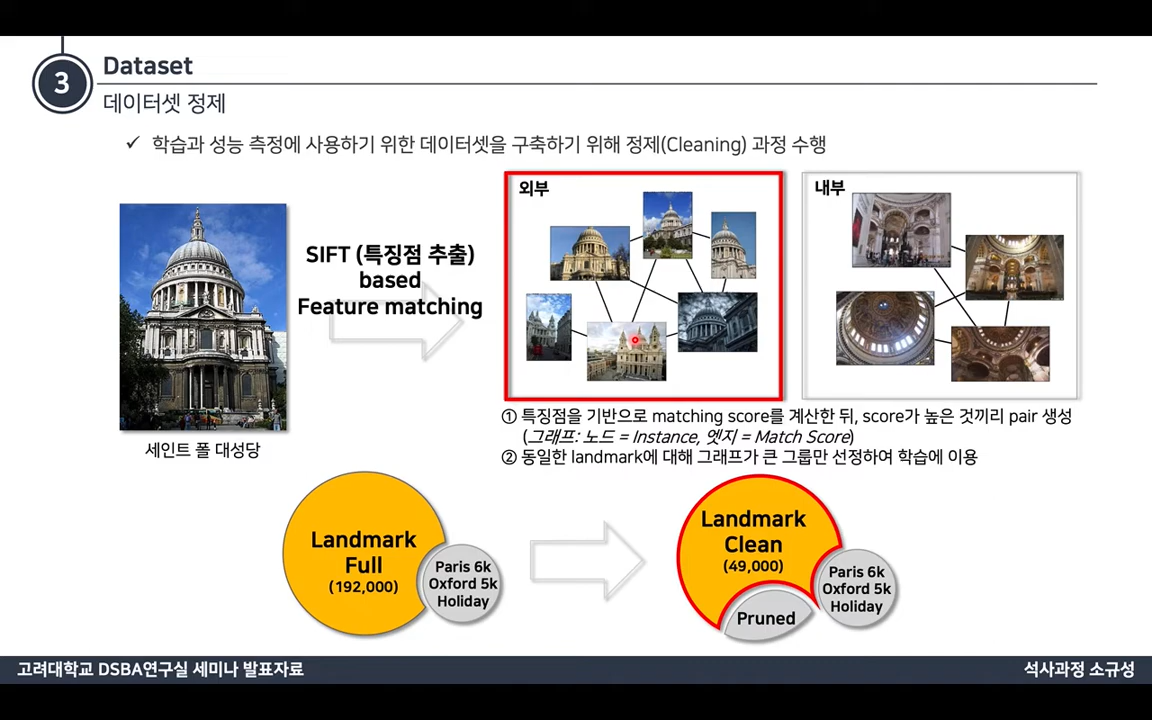 3
Dataset
데이터셋 정제
✓ 학습과 성능 측정에 사용하기 위한 데이터셋을 구축하기 위해 정제(Cleaning) 과정 수행
세인트 폴 대성당
SIFT (특징점 추출)
based
Feature matching
외부
내부
① 특징점을 기반으로 matching score를 계산한 뒤, score가 높은 것끼리 pair 생성
(그래프: 노드 = Instance, 엣지 = Match Score)
② 동일한 landmark에 대해 그래프가 큰 그룹만 선정하여 학습에 이용
Landmark
Full
(192,000)
Paris 6k
Oxford 5k
Holiday
Landmark
Clean
(49,000)
Pruned
Paris 6k
Oxford 5k
Holiday
고려대학교 DSBA연구실 세미나 발표자료
석사과정 소규성